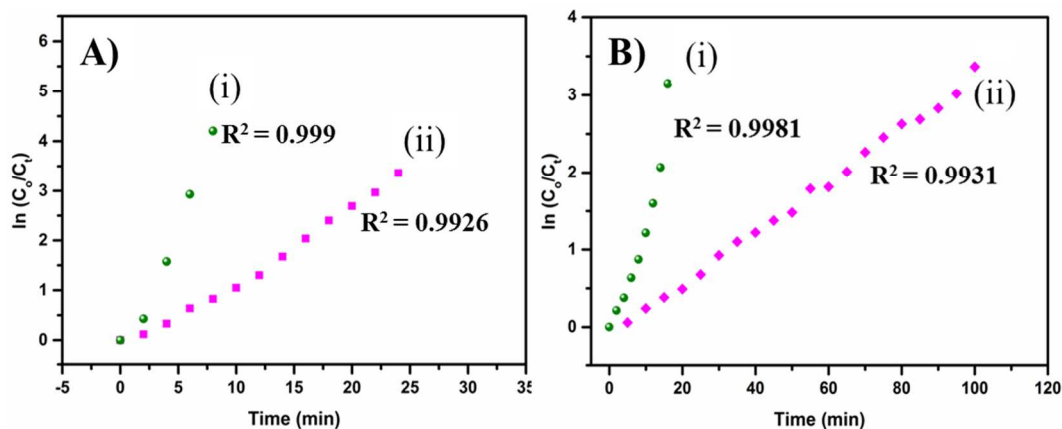 A)
(i)
R² = 0.999
(ii)
R² = 0.9926
ln (Cₒ/Cₜ)
6
5
4
3
2
1
0
-5
0
5
10
15
20
25
30
35
Time (min)
B)
(i)
R² = 0.9981
(ii)
R² = 0.9931
ln (Cₒ/Cₜ)
4
3
2
1
0
0
20
40
60
80
100
120
Time (min)